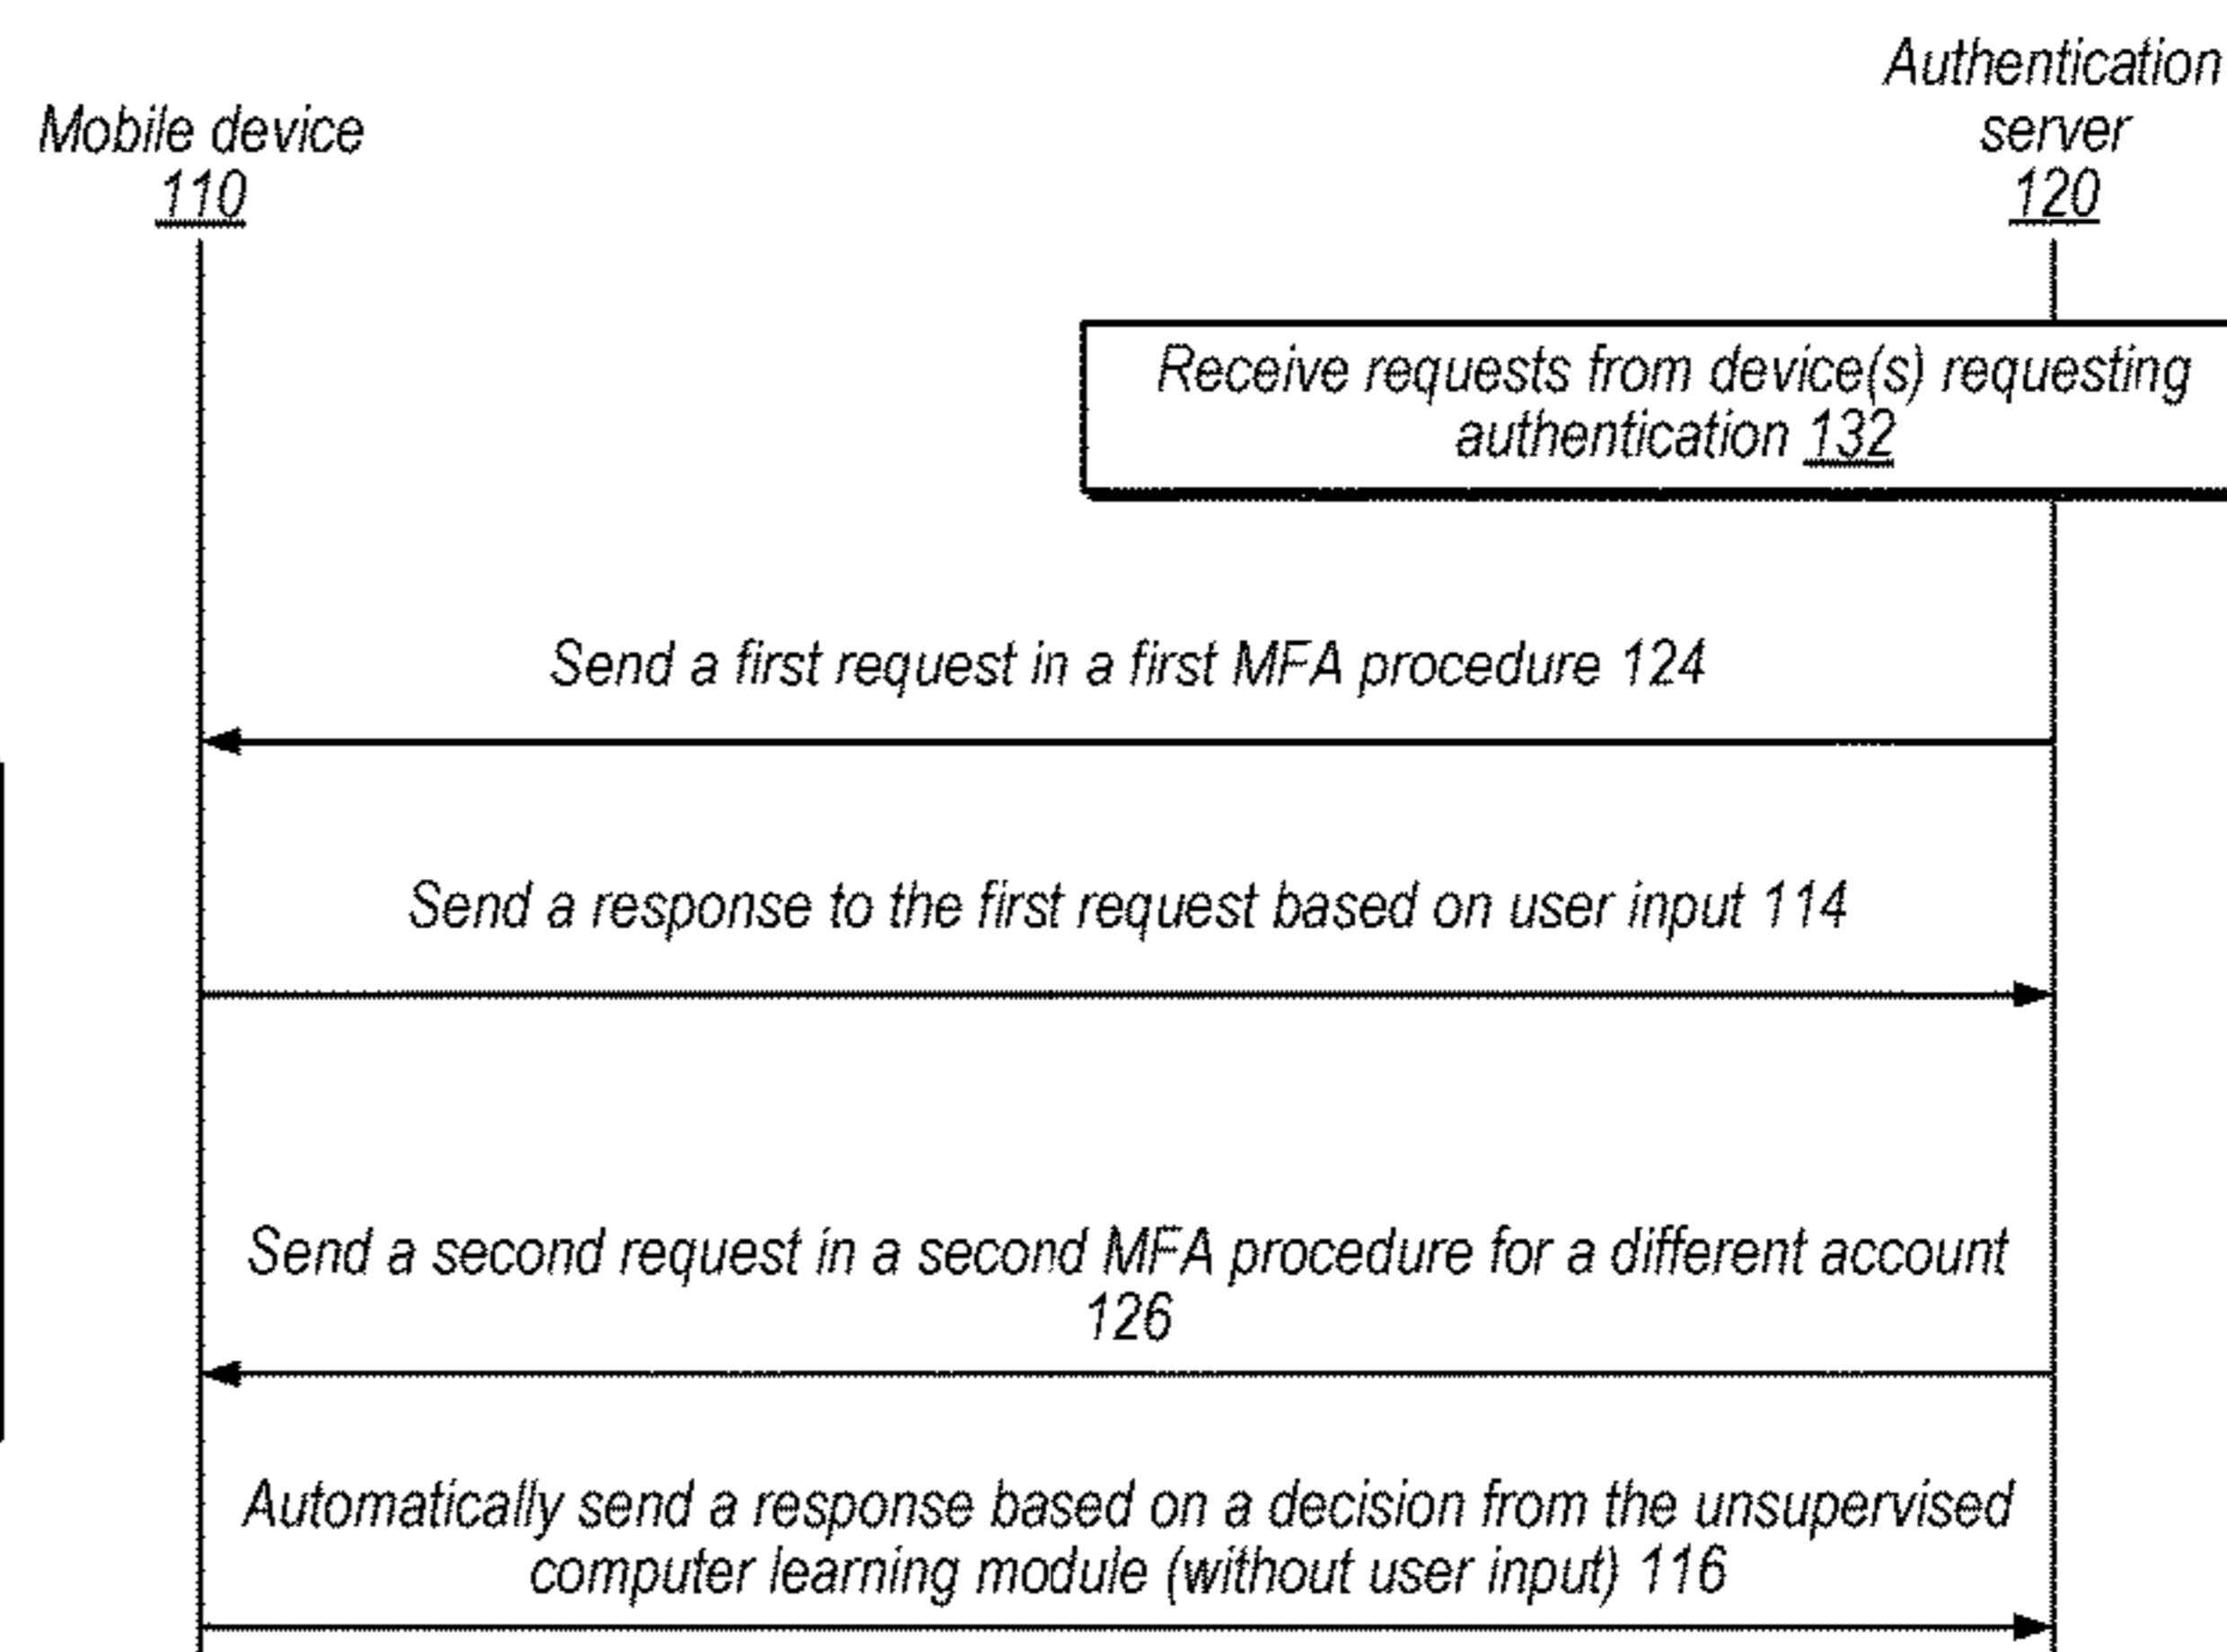 Mobile device
110
Authentication
server
120
Receive requests from device(s) requesting
authentication 132
Send a first request in a first MFA procedure 124
Send a response to the first request based on user input 114
Send a second request in a second MFA procedure for a different account
126
Automatically send a response based on a decision from the unsupervised
computer learning module (without user input) 116